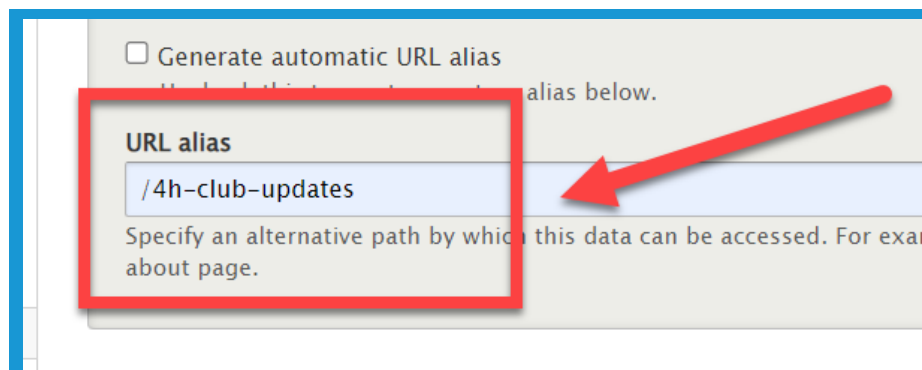 Generate automatic URL alias
alias below.
URL alias
/4h-club-updates
Specify an alternative path by which this data can be accessed. For
about page.